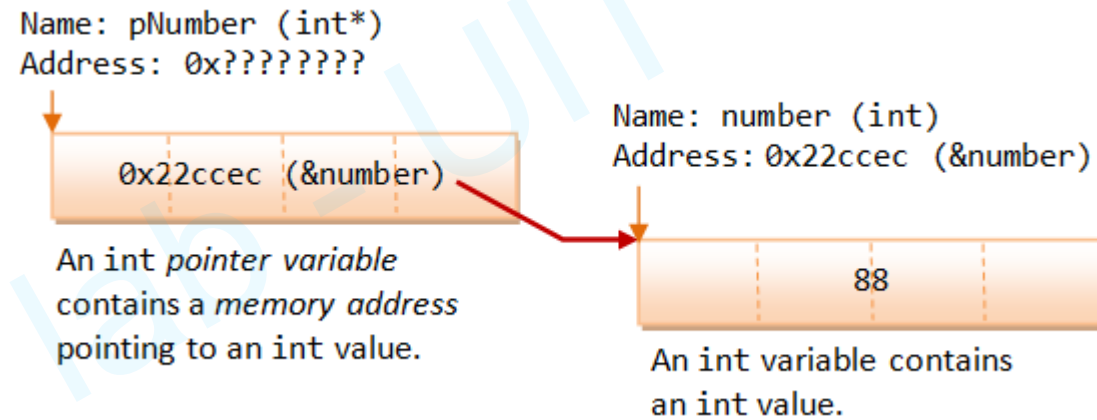 Name: pNumber (int*)
Address: 0x????????
0x22ccec (&number)
An int pointer variable
contains a memory address
pointing to an int value.
Name: number (int)
Address: 0x22ccec (&number)
88
An int variable contains
an int value.